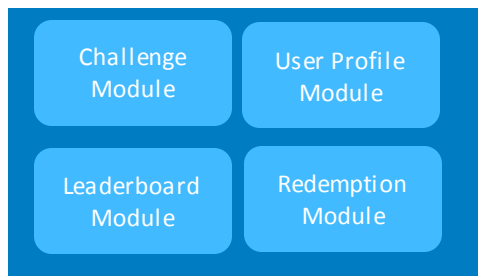 Challenge
Module
User Profile
Module
Leaderboard
Module
Redemption
Module